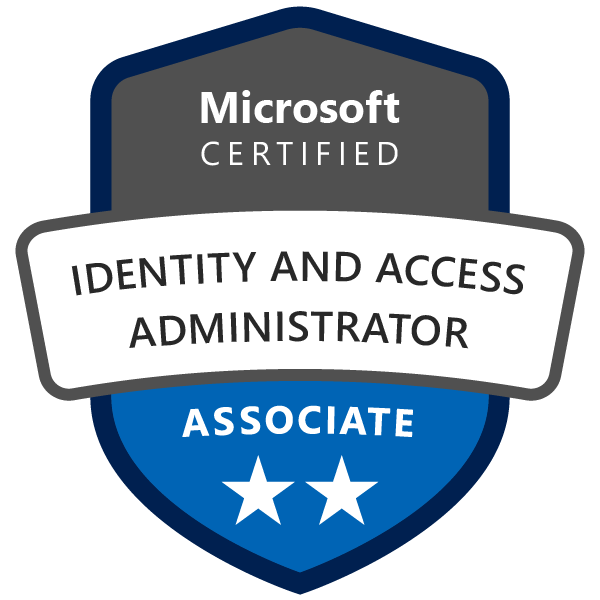 Microsoft
CERTIFIED
IDENTITY AND ACCESS
ADMINISTRATOR
ASSOCIATE